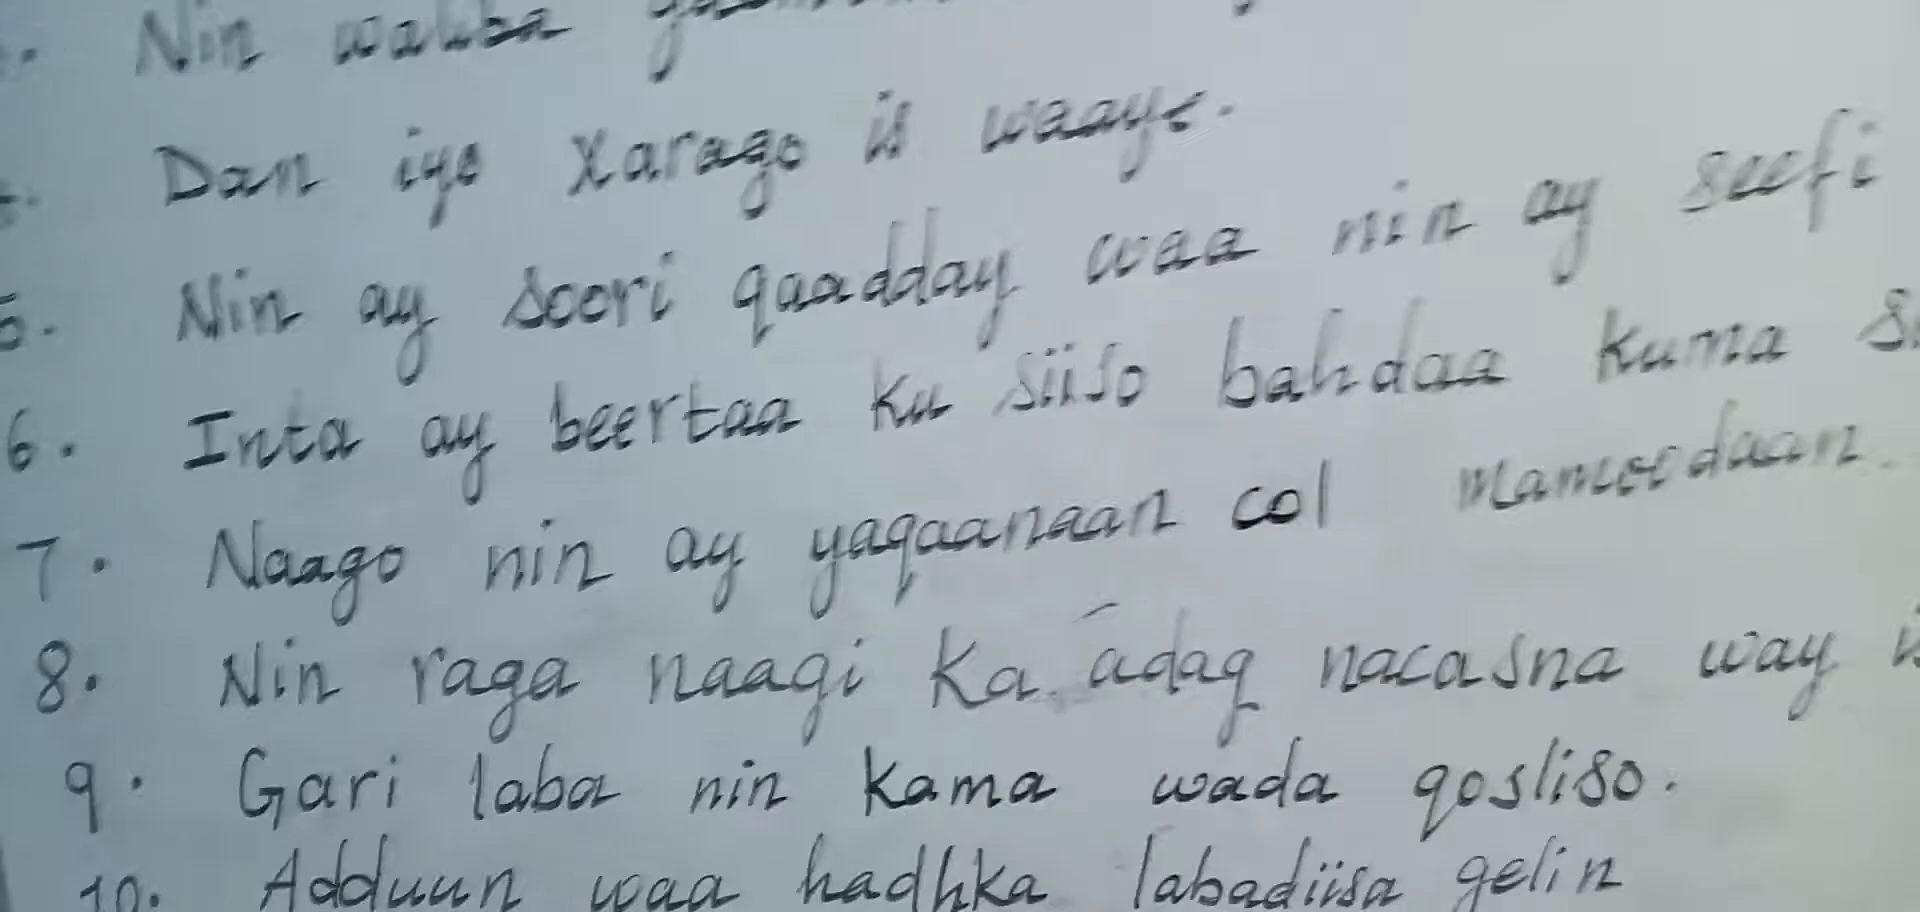 Nin walba
Dan iyo xarago is waaye.
5. Nin ay soori qaadday waa nin ay seefi
6. Inta ay beertaa ku siiso bahdaa kuma
7. Naago nin ay yaqaanaan col mamoodaan.
8. Nin raga naagi ka adag nacasna way
9. Gari laba nin kama wada qosliso.
10. Adduun waa hadhka labadiisa gelin